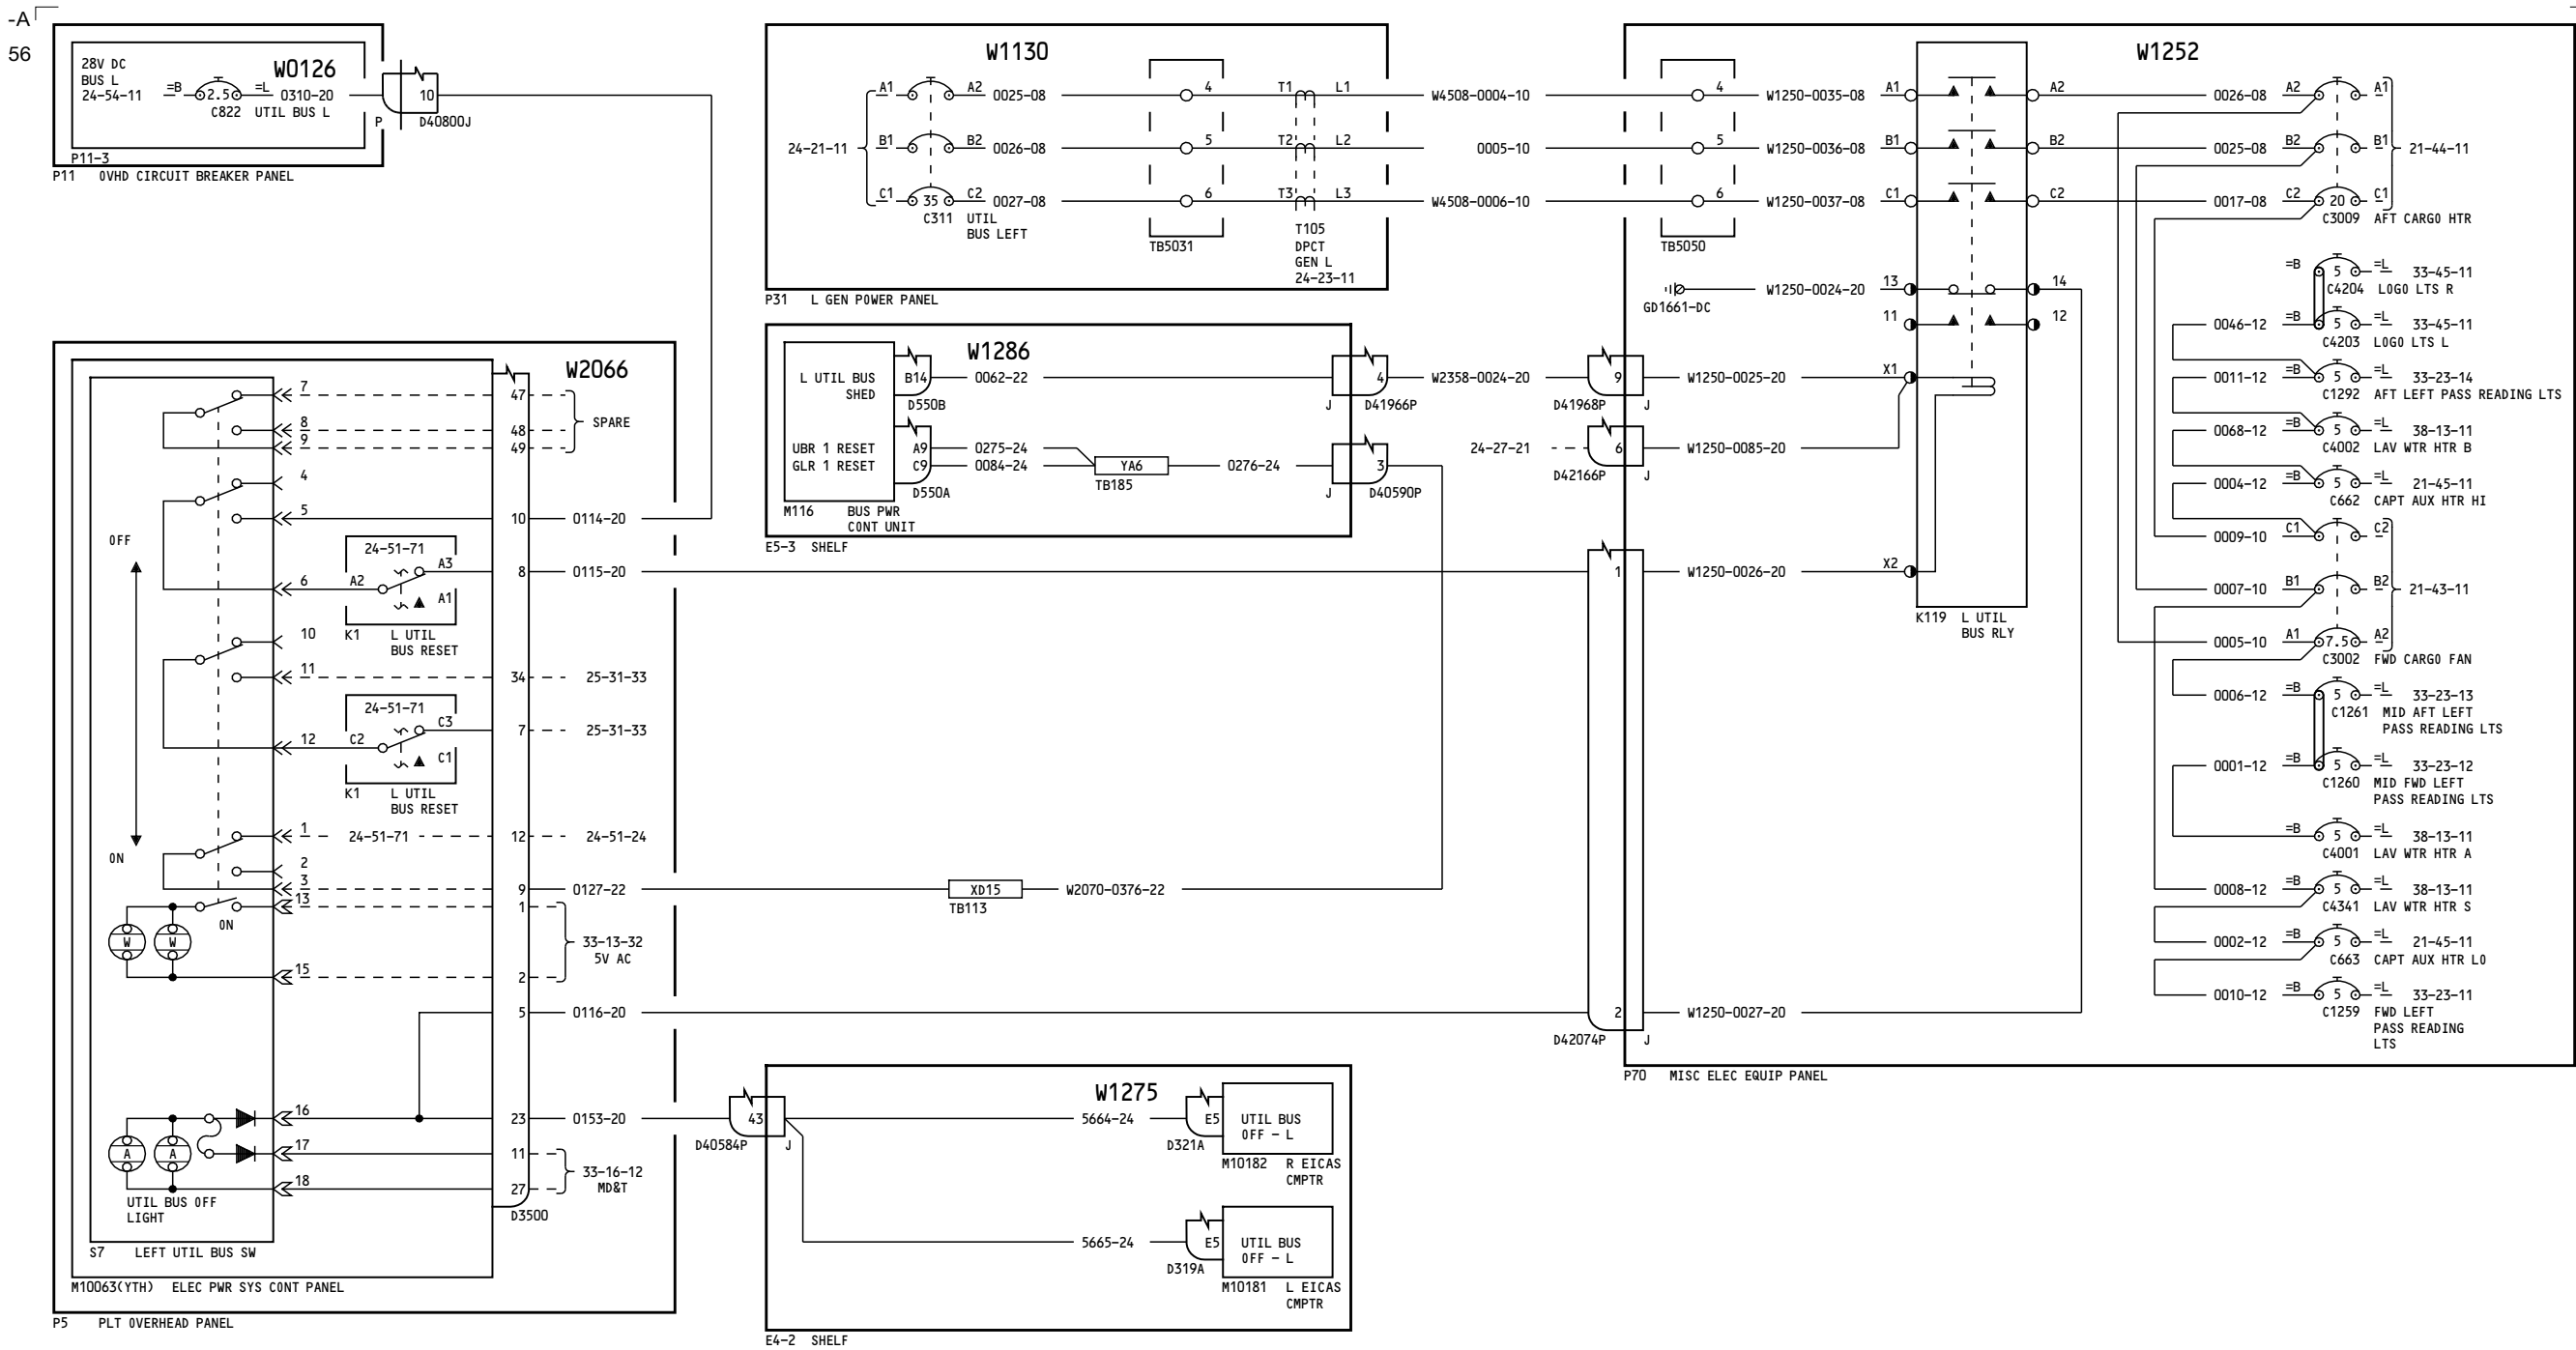 -A
56
28V DC
BUS L
24-54-11
=B
2.5
=L
W0126
0310-20
C822 UTIL BUS L
P11-3
P11 OVHD CIRCUIT BREAKER PANEL
P
10
D40800J
W1130
24-21-11
A1
A2
0025-08
B1
B2
0026-08
C1
35
C2
0027-08
C311
UTIL
BUS LEFT
4
5
6
TB5031
T1
L1
T2
L2
T3
L3
T105
DPCT
GEN L
24-23-11
P31 L GEN POWER PANEL
W4508-0004-10
0005-10
W4508-0006-10
4
5
6
TB5050
W1250-0035-08
W1250-0036-08
W1250-0037-08
A1
B1
C1
A2
B2
C2
GD1661-DC
W1250-0024-20
13
14
11
12
X1
X2
K119 L UTIL
BUS RLY
W1252
0026-08
A2
A1
0025-08
B2
B1
21-44-11
0017-08
C2
20
C1
C3009 AFT CARGO HTR
=B
5
=L
33-45-11
C4204 LOGO LTS R
0046-12
=B
5
=L
33-45-11
C4203 LOGO LTS L
0011-12
=B
5
=L
33-23-14
C1292 AFT LEFT PASS READING LTS
0068-12
=B
5
=L
38-13-11
C4002 LAV WTR HTR B
0004-12
=B
5
=L
21-45-11
C662 CAPT AUX HTR HI
0009-10
C1
C2
0007-10
B1
B2
21-43-11
0005-10
A1
7.5
A2
C3002 FWD CARGO FAN
0006-12
=B
5
=L
33-23-13
C1261 MID AFT LEFT
PASS READING LTS
0001-12
=B
5
=L
33-23-12
C1260 MID FWD LEFT
PASS READING LTS
=B
5
=L
38-13-11
C4001 LAV WTR HTR A
0008-12
=B
5
=L
38-13-11
C4341 LAV WTR HTR S
0002-12
=B
5
=L
21-45-11
C663 CAPT AUX HTR LO
0010-12
=B
5
=L
33-23-11
C1259 FWD LEFT
PASS READING
LTS
P70 MISC ELEC EQUIP PANEL
W1286
L UTIL BUS
SHED
B14
0062-22
D550B
UBR 1 RESET
GLR 1 RESET
A9
0275-24
C9
0084-24
D550A
YA6
TB185
0276-24
M116 BUS PWR
CONT UNIT
E5-3 SHELF
J
4
D41966P
J
3
D40590P
W2358-0024-20
9
D41968P
J
W1250-0025-20
24-27-21
6
D42166P
J
W1250-0085-20
1
W1250-0026-20
2
W1250-0027-20
D42074P
J
W2066
7
8
9
47
48
49
SPARE
4
5
10
0114-20
OFF
24-51-71
A3
A2
A1
6
K1 L UTIL
BUS RESET
8
0115-20
10
11
34
25-31-33
24-51-71
C3
C2
C1
12
K1 L UTIL
BUS RESET
7
25-31-33
ON
1
24-51-71
12
24-51-24
2
3
9
0127-22
XD15
TB113
W2070-0376-22
13
ON
1
W
W
33-13-32
5V AC
15
2
5
0116-20
16
23
0153-20
A
A
17
11
33-16-12
MD&T
18
27
UTIL BUS OFF
LIGHT
D3500
S7 LEFT UTIL BUS SW
M10063(YTH) ELEC PWR SYS CONT PANEL
P5 PLT OVERHEAD PANEL
43
D40584P
J
W1275
5664-24
E5
UTIL BUS
OFF - L
D321A
M10182 R EICAS
CMPTR
5665-24
E5
UTIL BUS
OFF - L
D319A
M10181 L EICAS
CMPTR
E4-2 SHELF